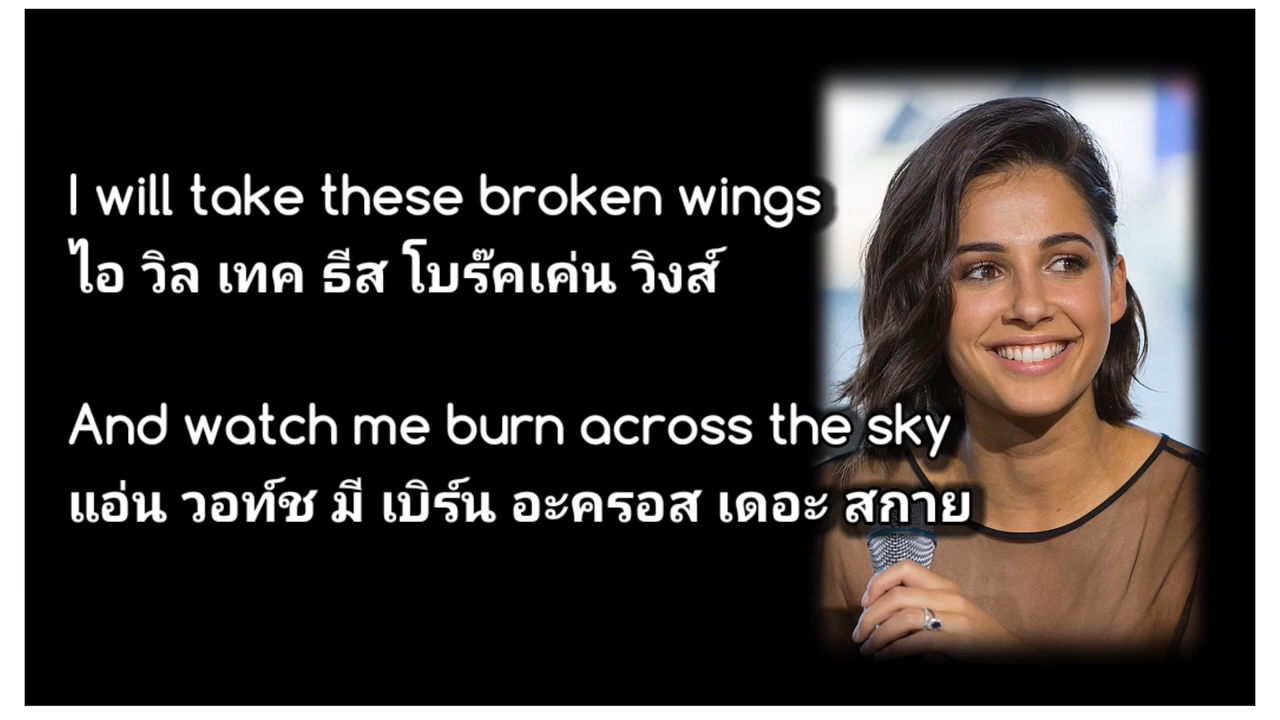 I will take these broken wings
ไอ วิล เทค ธีส โบร๊คเค่น วิงส์
And watch me burn across the sky
แอ่น วอท์ช มี เบิร์น อะครอส เดอะ สกาย